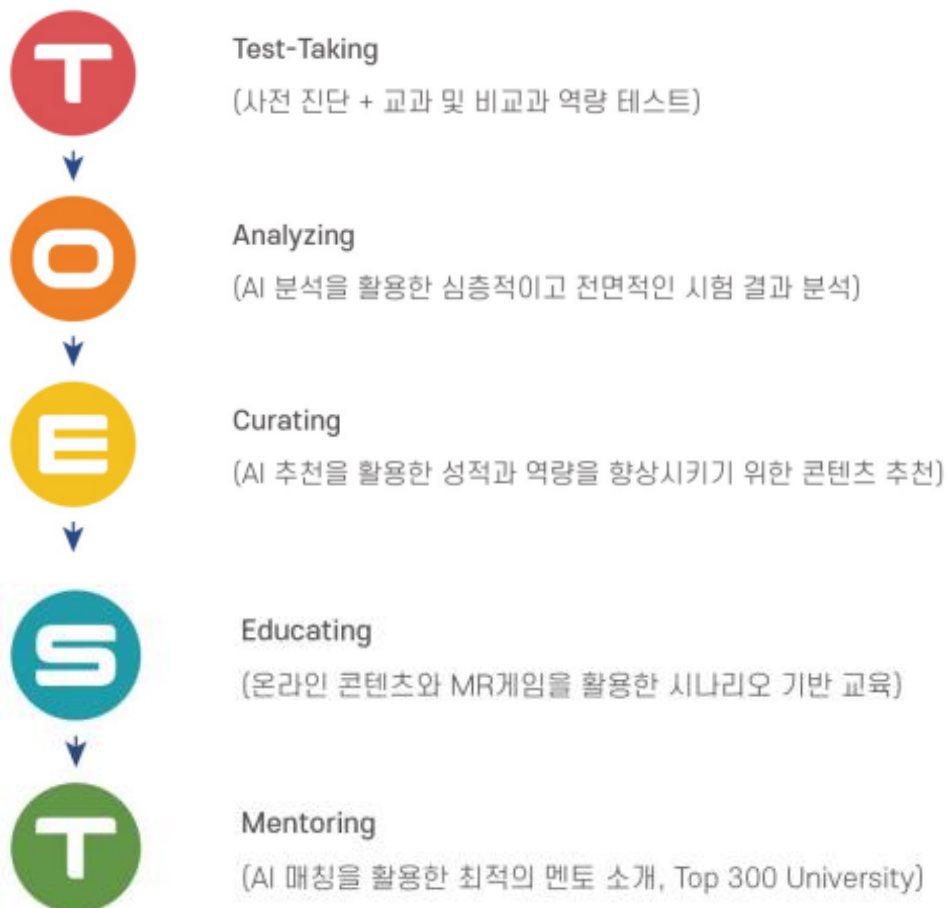 T
Test-Taking
(사전 진단 + 교과 및 비교과 역량 테스트)
O
Analyzing
(AI 분석을 활용한 심층적이고 전면적인 시험 결과 분석)
E
Curating
(AI 추천을 활용한 성적과 역량을 향상시키기 위한 콘텐츠 추천)
S
Educating
(온라인 콘텐츠와 MR게임을 활용한 시나리오 기반 교육)
T
Mentoring
(AI 매칭을 활용한 최적의 멘토 소개, Top 300 University)